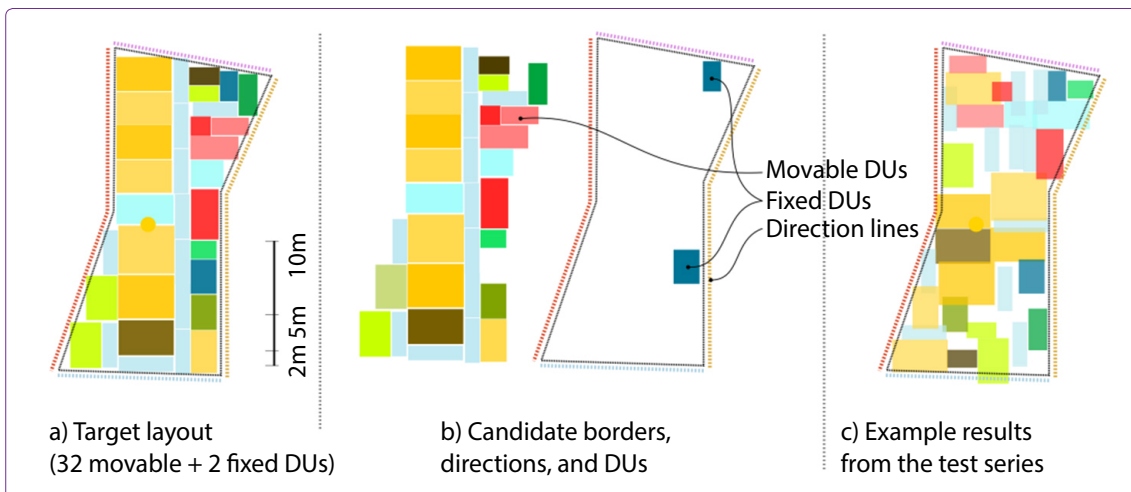 10m
5m
2m
Movable DUs
Fixed DUs
Direction lines
a) Target layout
(32 movable + 2 fixed DUs)
b) Candidate borders,
directions, and DUs
c) Example results
from the test series